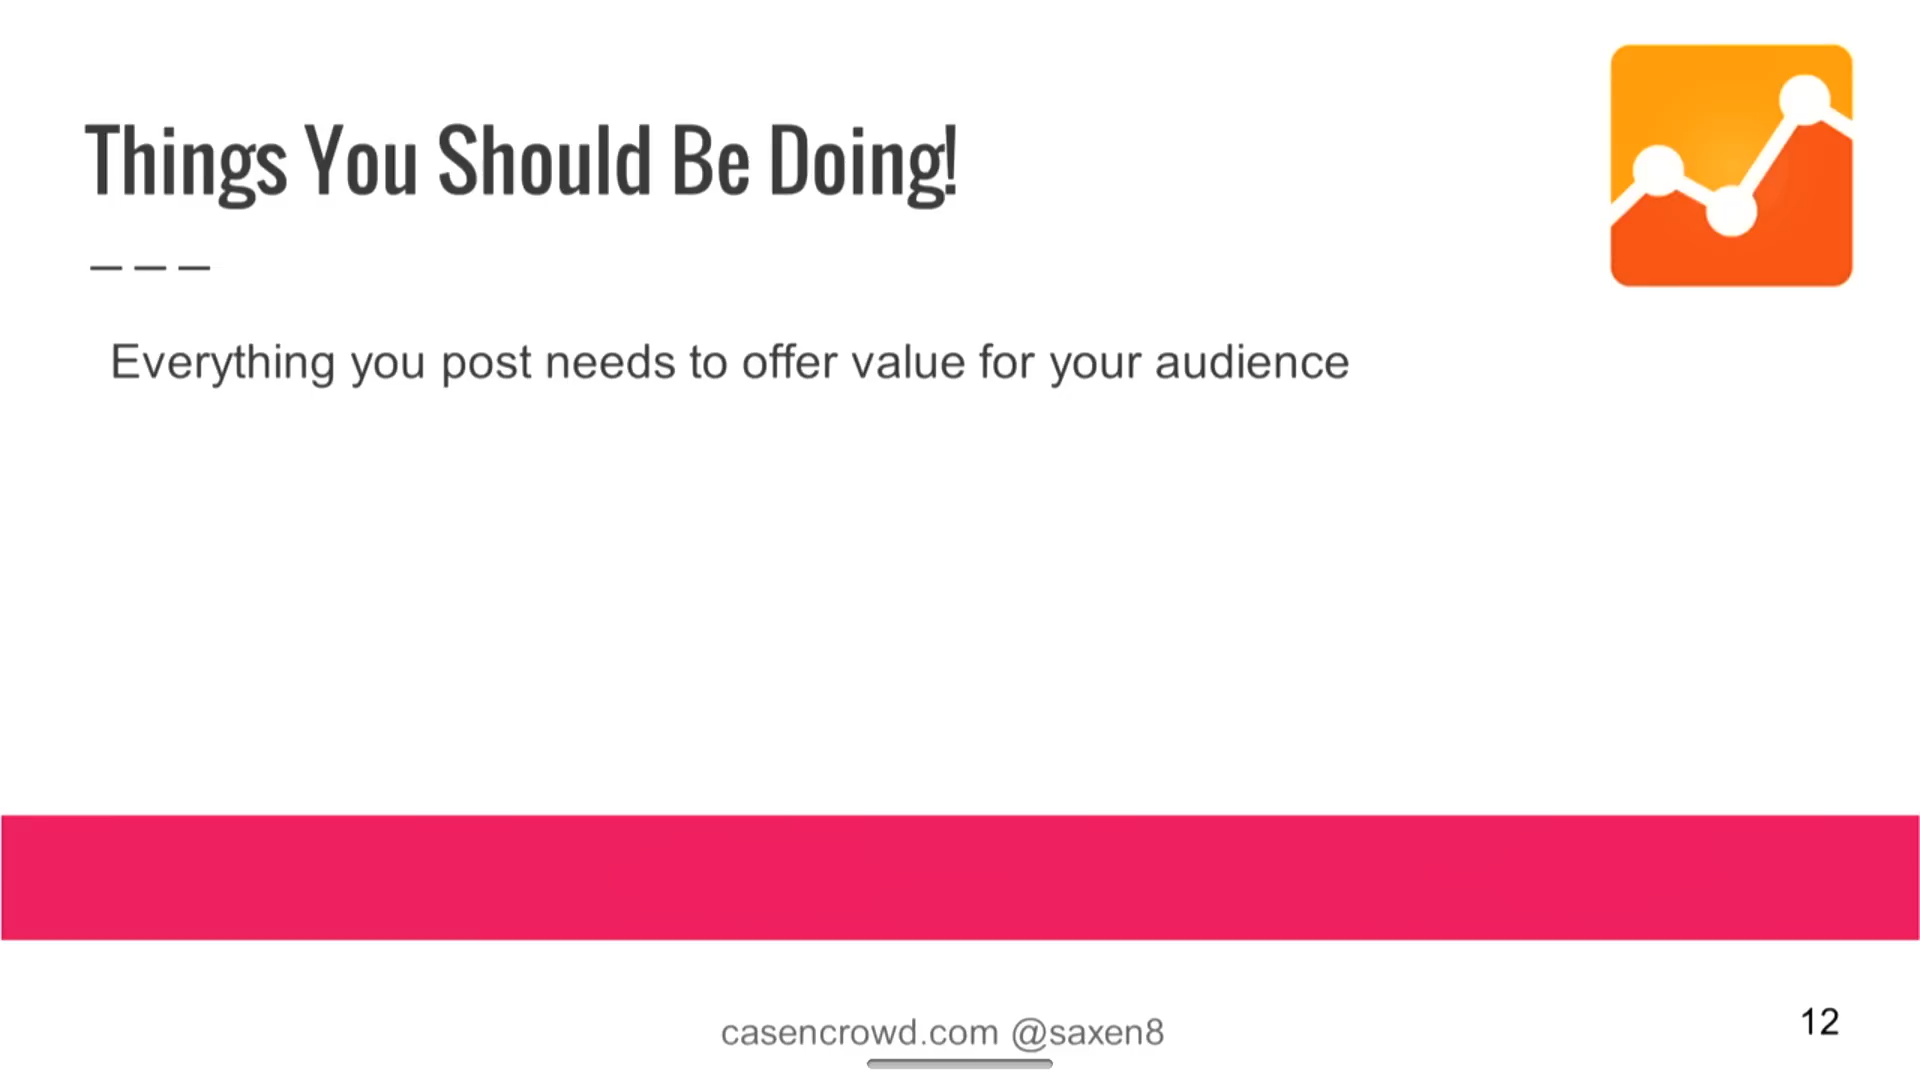 Things You Should Be Doing!
Everything you post needs to offer value for your audience
casencrowd.com @saxen8
12